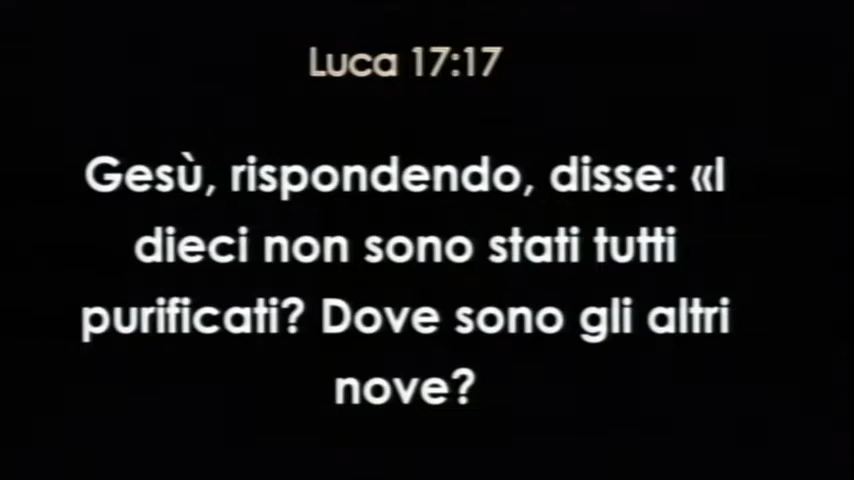 Luca 17:17
Gesù, rispondendo, disse: «I
dieci non sono stati tutti
purificati? Dove sono gli altri
nove?